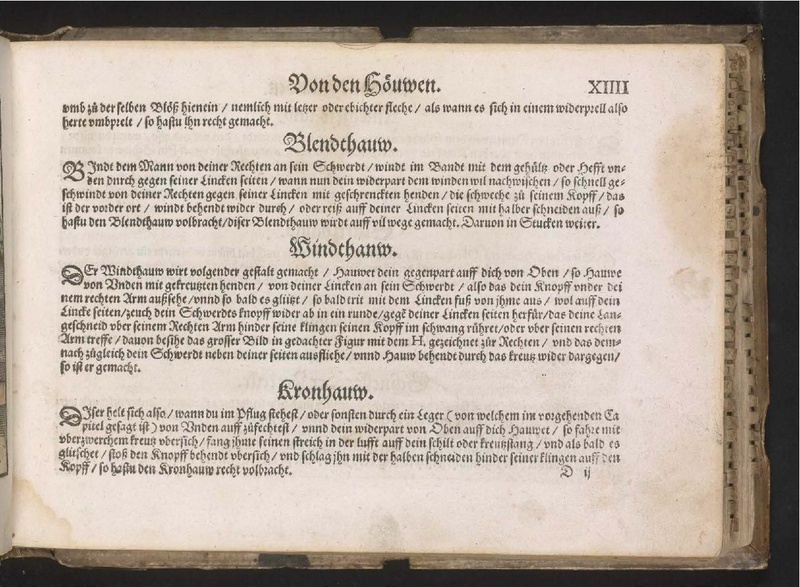 Von den Höuwen. XIIII
vmb zů der selben Blöß hienein / nemlich mit letzer oder ebichter fleche / als wann es sich in einem widerprell also
herte vmbprelt / so hastu ihn recht gemacht.
Blendthauw.
BIndt dem Mann von deiner Rechten an sein Schwerdt / windt im Bandt mit dem gehültz oder Hefft vn-
den durch gegen seiner Lincken seiten / wann nun dein widerpart dem winden wil nachwischen / so schnell ge-
schwindt von deiner Rechten gegen seiner Lincken mit geschrenckten henden / die schweche zů seinem Kopff / das
ist der vorder ort / windt behendt wider durch / oder reiß auff deiner Lincken seiten mit halber schneiden auß / so
hastu den Blendthauw volbracht / diser Blendthauw wirdt auff vil wege gemacht. Daruon in Stucken weiter.
Windthauw.
DEr Windthauw wirt volgender gestalt gemacht / Hauwet dein gegenpart auff dich von Oben / so Hauwe
von Vnden mit gekreutzten henden / von deiner Lincken an sein Schwerdt / also das dein Knopff vnder dei
nem rechten Arm außsehe / vnnd so bald es glützt / so bald trit mit dem Lincken fuß von jhme aus / wol auff dein
Lincke seiten / zeuch dein Schwerdts knopff wider ab in ein runde / gegē deiner Lincken seiten herfür / das deine Lan-
geschneid vber seinem Rechten Arm hinder seine klingen seinen Kopf im schwang rühret / oder vber seinen rechten
Arm treffe / dauon besihe das grosser Bild in gedachter Figur mit dem H. gezeichnet zůr Rechten / vnd das dem-
nach zůgleich dein Schwerdt neben deiner seiten ausfliehe / vnnd Hauw behendt durch das kreutz wider dargegen /
so ist er gemacht.
Kronhauw.
DIser helt sich also / wann du im Pflug stehest / oder sonsten durch ein Leger ( von welchem im vorgehenden Ca
pitel gesagt ist ) von Vnden auff zůfechtest / vnnd dein widerpart von Oben auff dich Hauwet / so fahre mit
vberzwerchem kreutz vbersich / fang jhme seinen streich in der lufft auff dein schilt oder kreutzstang / vnd als bald es
glitschet / stoß den Knopff behendt vbersich / vnd schlag jhn mit der halben schneiden hinder seiner klingen auff den
Kopff / so hastu den Kronhauw recht volbracht.
D ij